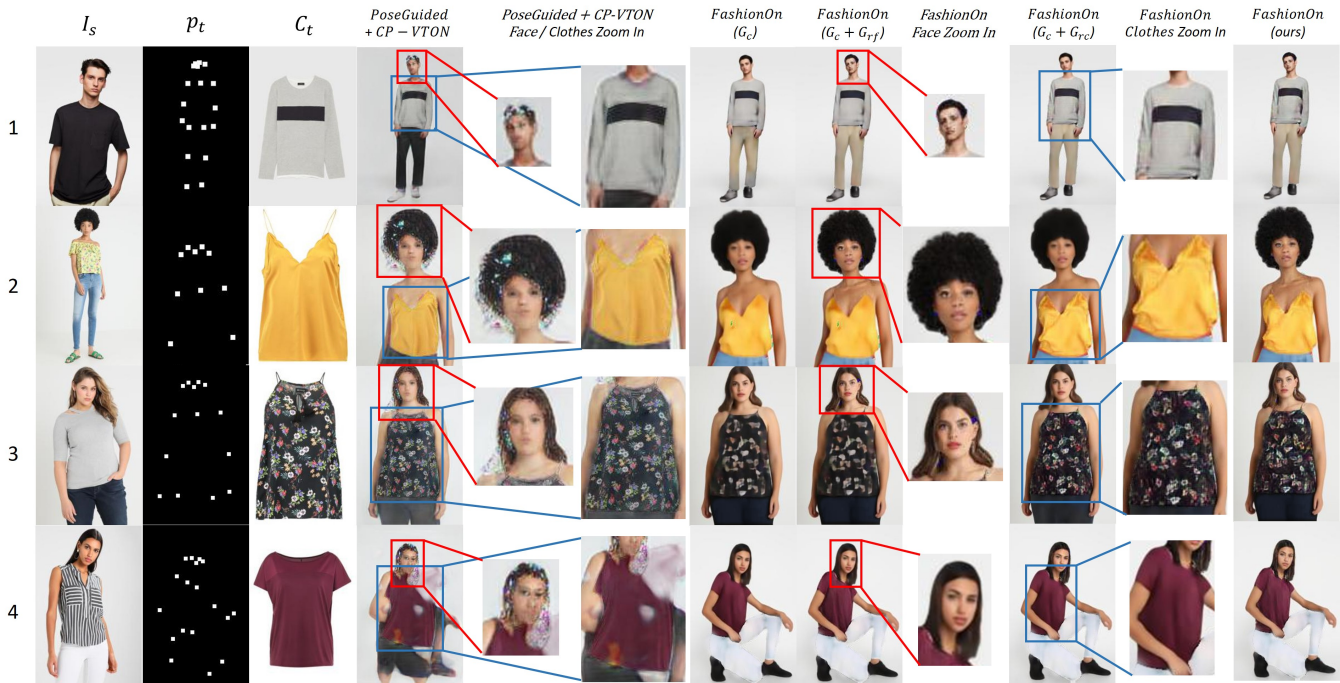 I_s
p_t
C_t
PoseGuided
+ CP − VTON
PoseGuided + CP-VTON
Face / Clothes Zoom In
FashionOn
(G_c)
FashionOn
(G_c + G_rf)
FashionOn
Face Zoom In
FashionOn
(G_c + G_rc)
FashionOn
Clothes Zoom In
FashionOn
(ours)
1
2
3
4